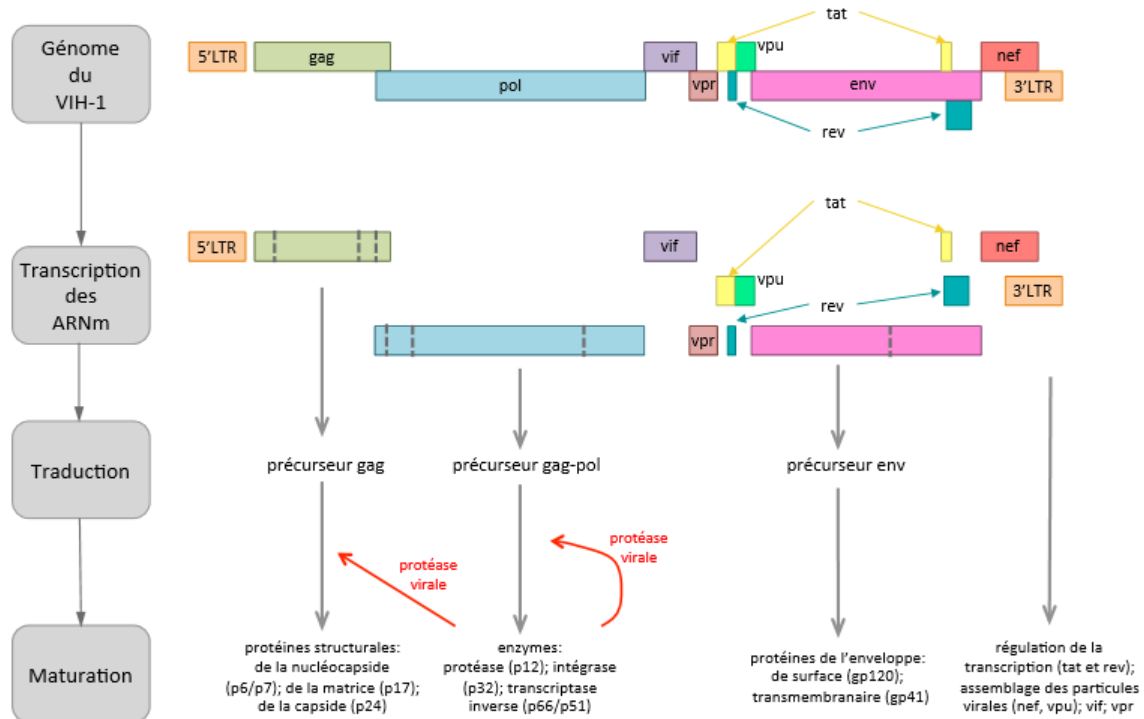 Génome
du
VIH-1
tat
5'LTR
gag
pol
vif
vpr
vpu
env
rev
nef
3'LTR
Transcription
des
ARNm
tat
5'LTR
gag
vif
vpu
nef
rev
3'LTR
vpr
Traduction
précurseur gag
précurseur gag-pol
précurseur env
protéase
virale
protéase
virale
Maturation
protéines structurales:
de la nucléocapside
(p6/p7); de la matrice (p17);
de la capside (p24)
enzymes:
protéase (p12); intégrase
(p32); transcriptase
inverse (p66/p51)
protéines de l'enveloppe:
de surface (gp120);
transmembranaire (gp41)
régulation de la
transcription (tat et rev);
assemblage des particules
virales (nef, vpu); vif; vpr